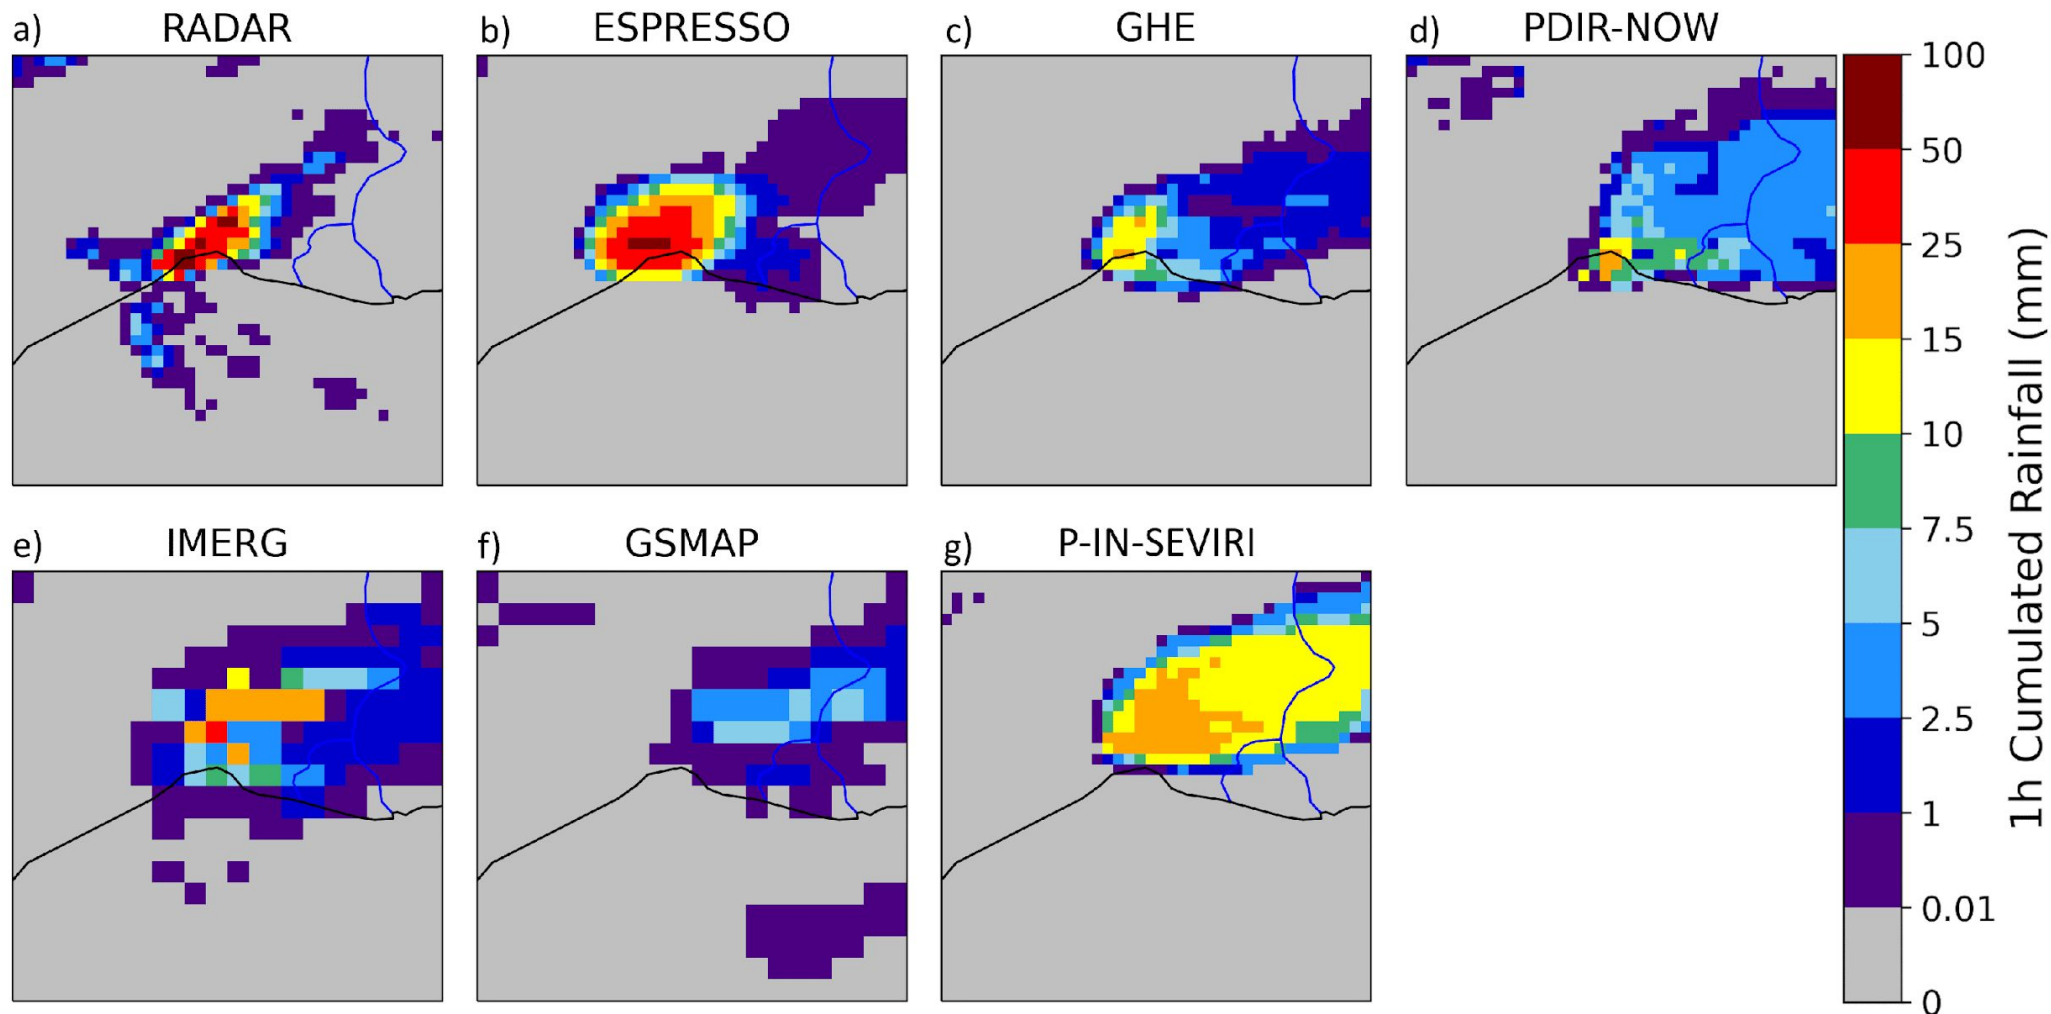 a) RADAR
b) ESPRESSO
c) GHE
d) PDIR-NOW
e) IMERG
f) GSMAP
g) P-IN-SEVIRI
100
50
25
15
10
7.5
5
2.5
1
0.01
0
1h Cumulated Rainfall (mm)